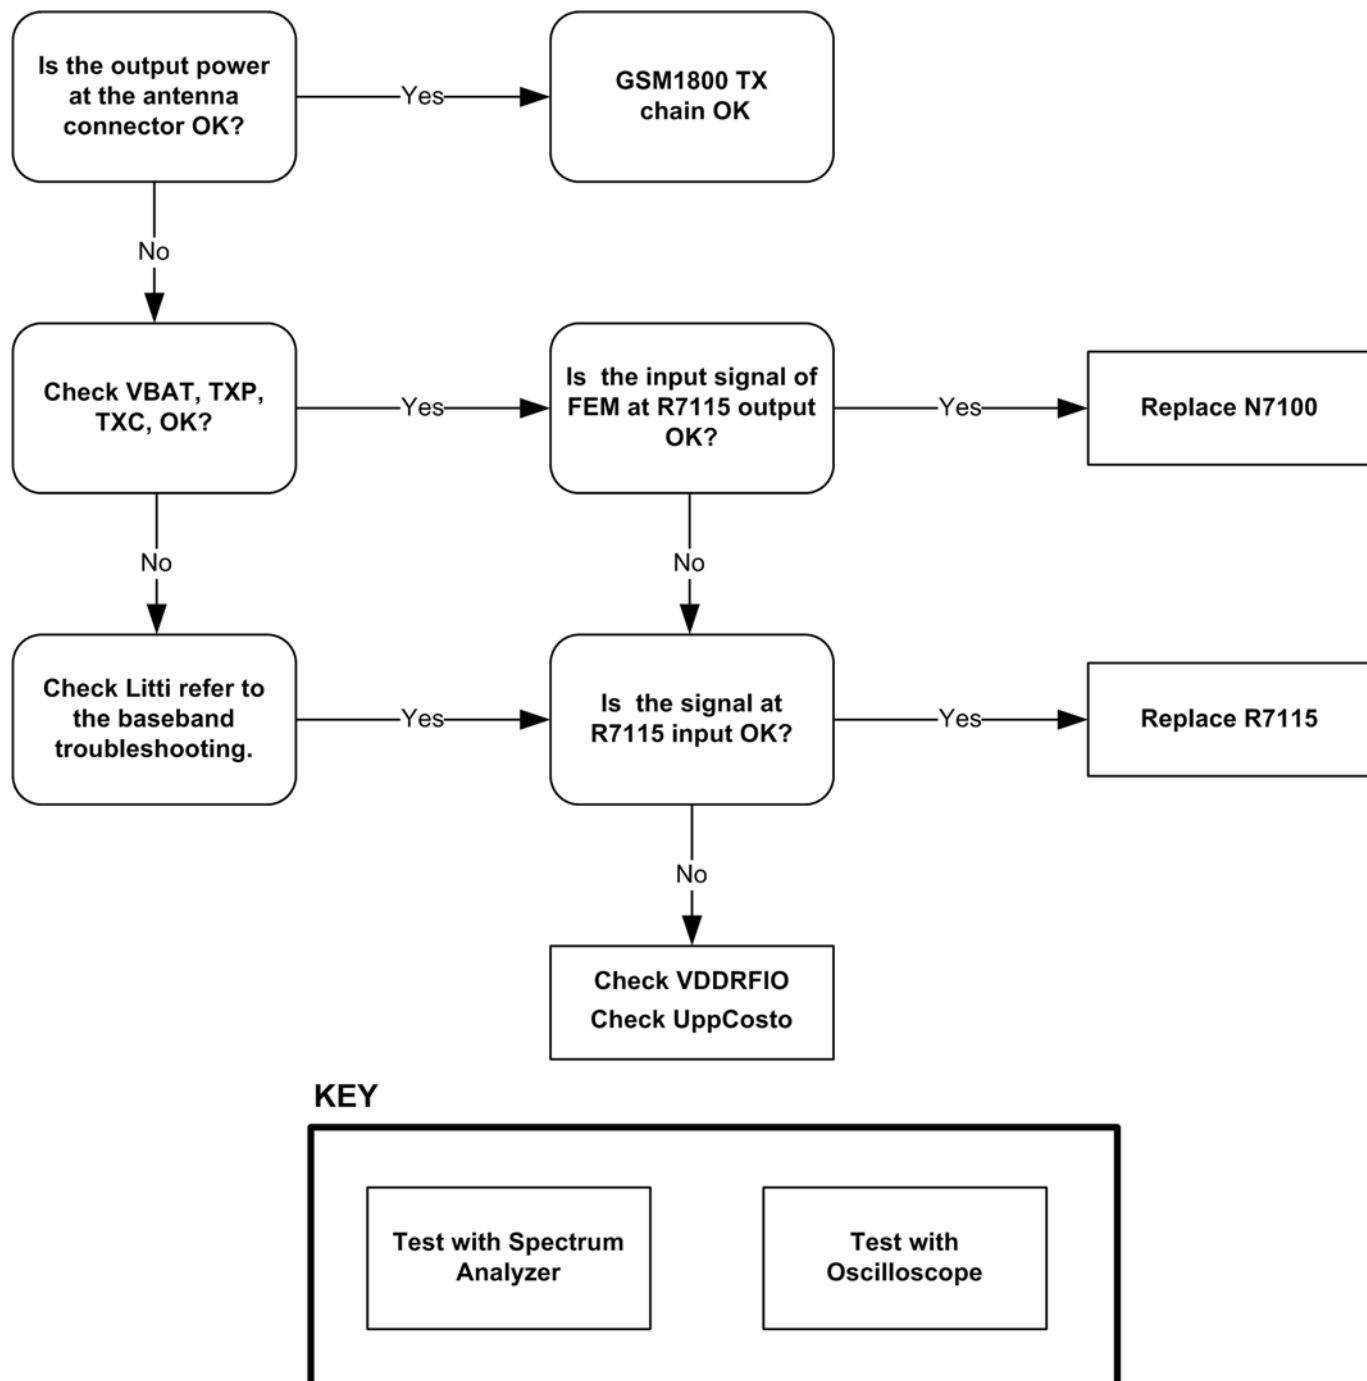 Is the output power
at the antenna
connector OK?
Yes
GSM1800 TX
chain OK
No
Check VBAT, TXP,
TXC, OK?
Yes
Is the input signal of
FEM at R7115 output
OK?
Yes
Replace N7100
No
No
Check Litti refer to
the baseband
troubleshooting.
Yes
Is the signal at
R7115 input OK?
Yes
Replace R7115
No
Check VDDRFIO
Check UppCosto
KEY
Test with Spectrum
Analyzer
Test with
Oscilloscope